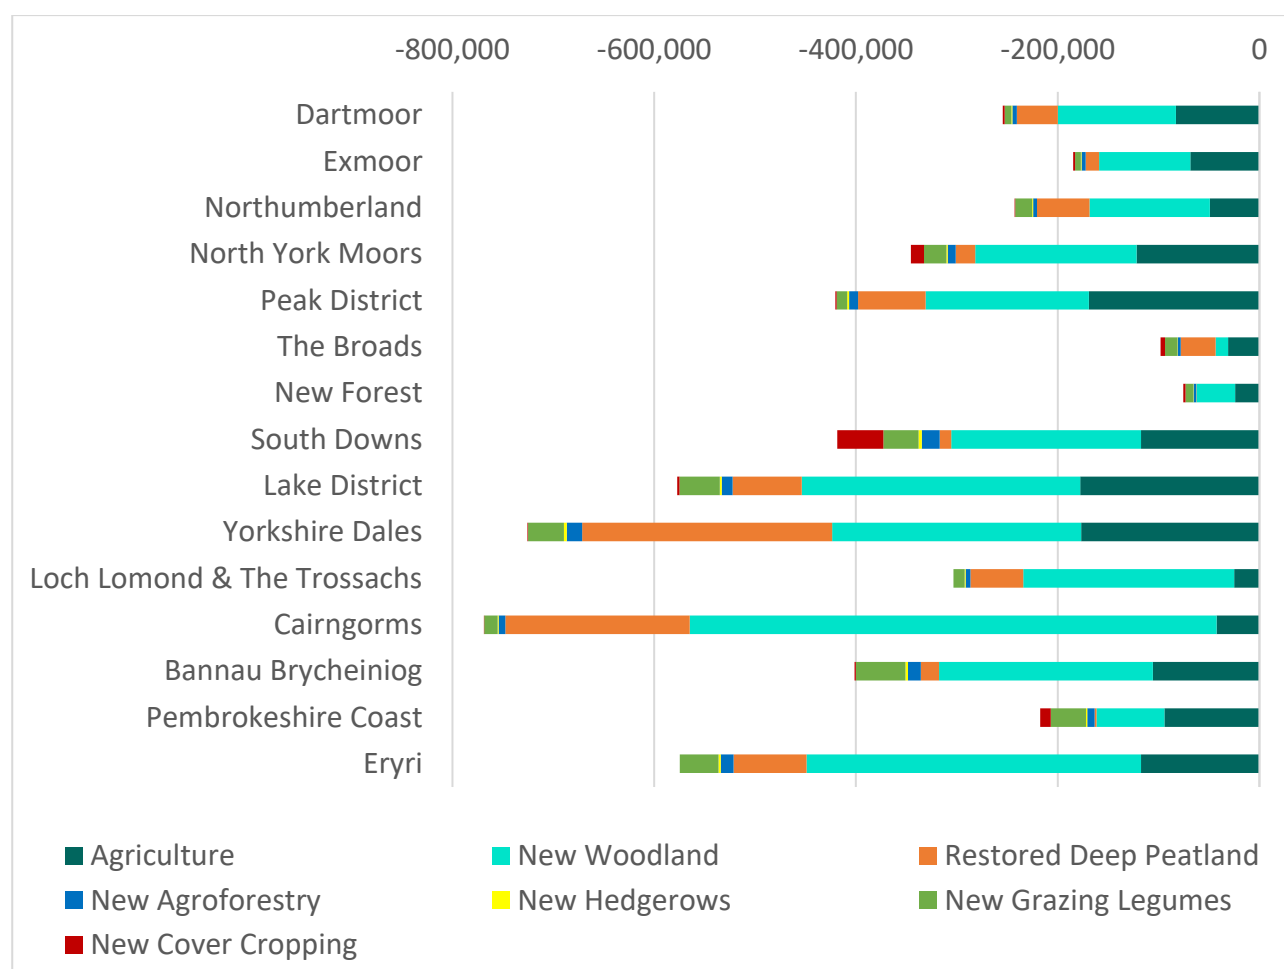 -800,000 -600,000 -400,000 -200,000 0
Dartmoor
Exmoor
Northumberland
North York Moors
Peak District
The Broads
New Forest
South Downs
Lake District
Yorkshire Dales
Loch Lomond & The Trossachs
Cairngorms
Bannau Brycheiniog
Pembrokeshire Coast
Eryri
Agriculture New Woodland Restored Deep Peatland
New Agroforestry New Hedgerows New Grazing Legumes
New Cover Cropping